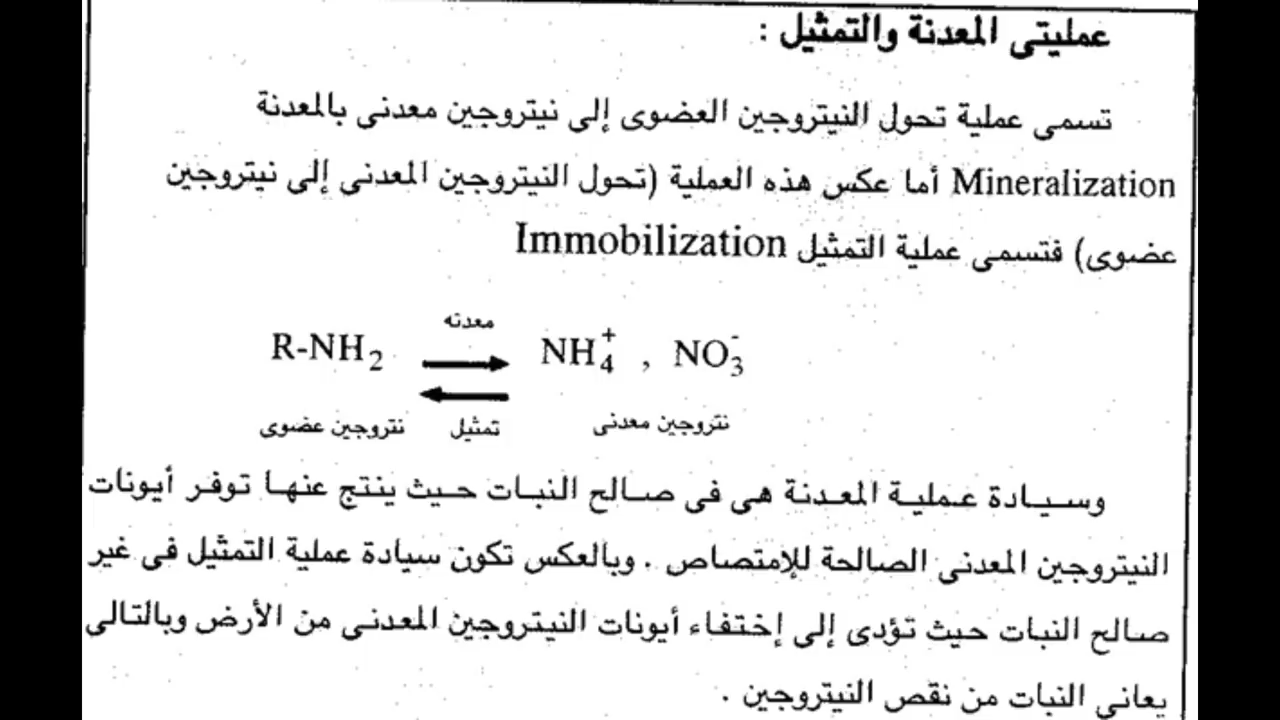 عمليتى المعدنة والتمثيل :
تسمى عملية تحول النيتروجين العضوى إلى نيتروجين معدنى بالمعدنة
Mineralization أما عكس هذه العملية (تحول النيتروجين المعدنى إلى نيتروجين
عضوى) فتسمى عملية التمثيل Immobilization
معدنه
R-NH₂ → NH₄⁺ , NO₃⁻
←
نتروجين عضوى تمثيل نتروجين معدنى
وسيادة عملية المعدنة هى فى صالح النبات حيث ينتج عنها توفر أيونات
النيتروجين المعدنى الصالحة للإمتصاص . وبالعكس تكون سيادة عملية التمثيل فى غير
صالح النبات حيث تؤدى إلى إختفاء أيونات النيتروجين المعدنى من الأرض وبالتالى
يعانى النبات من نقص النيتروجين .